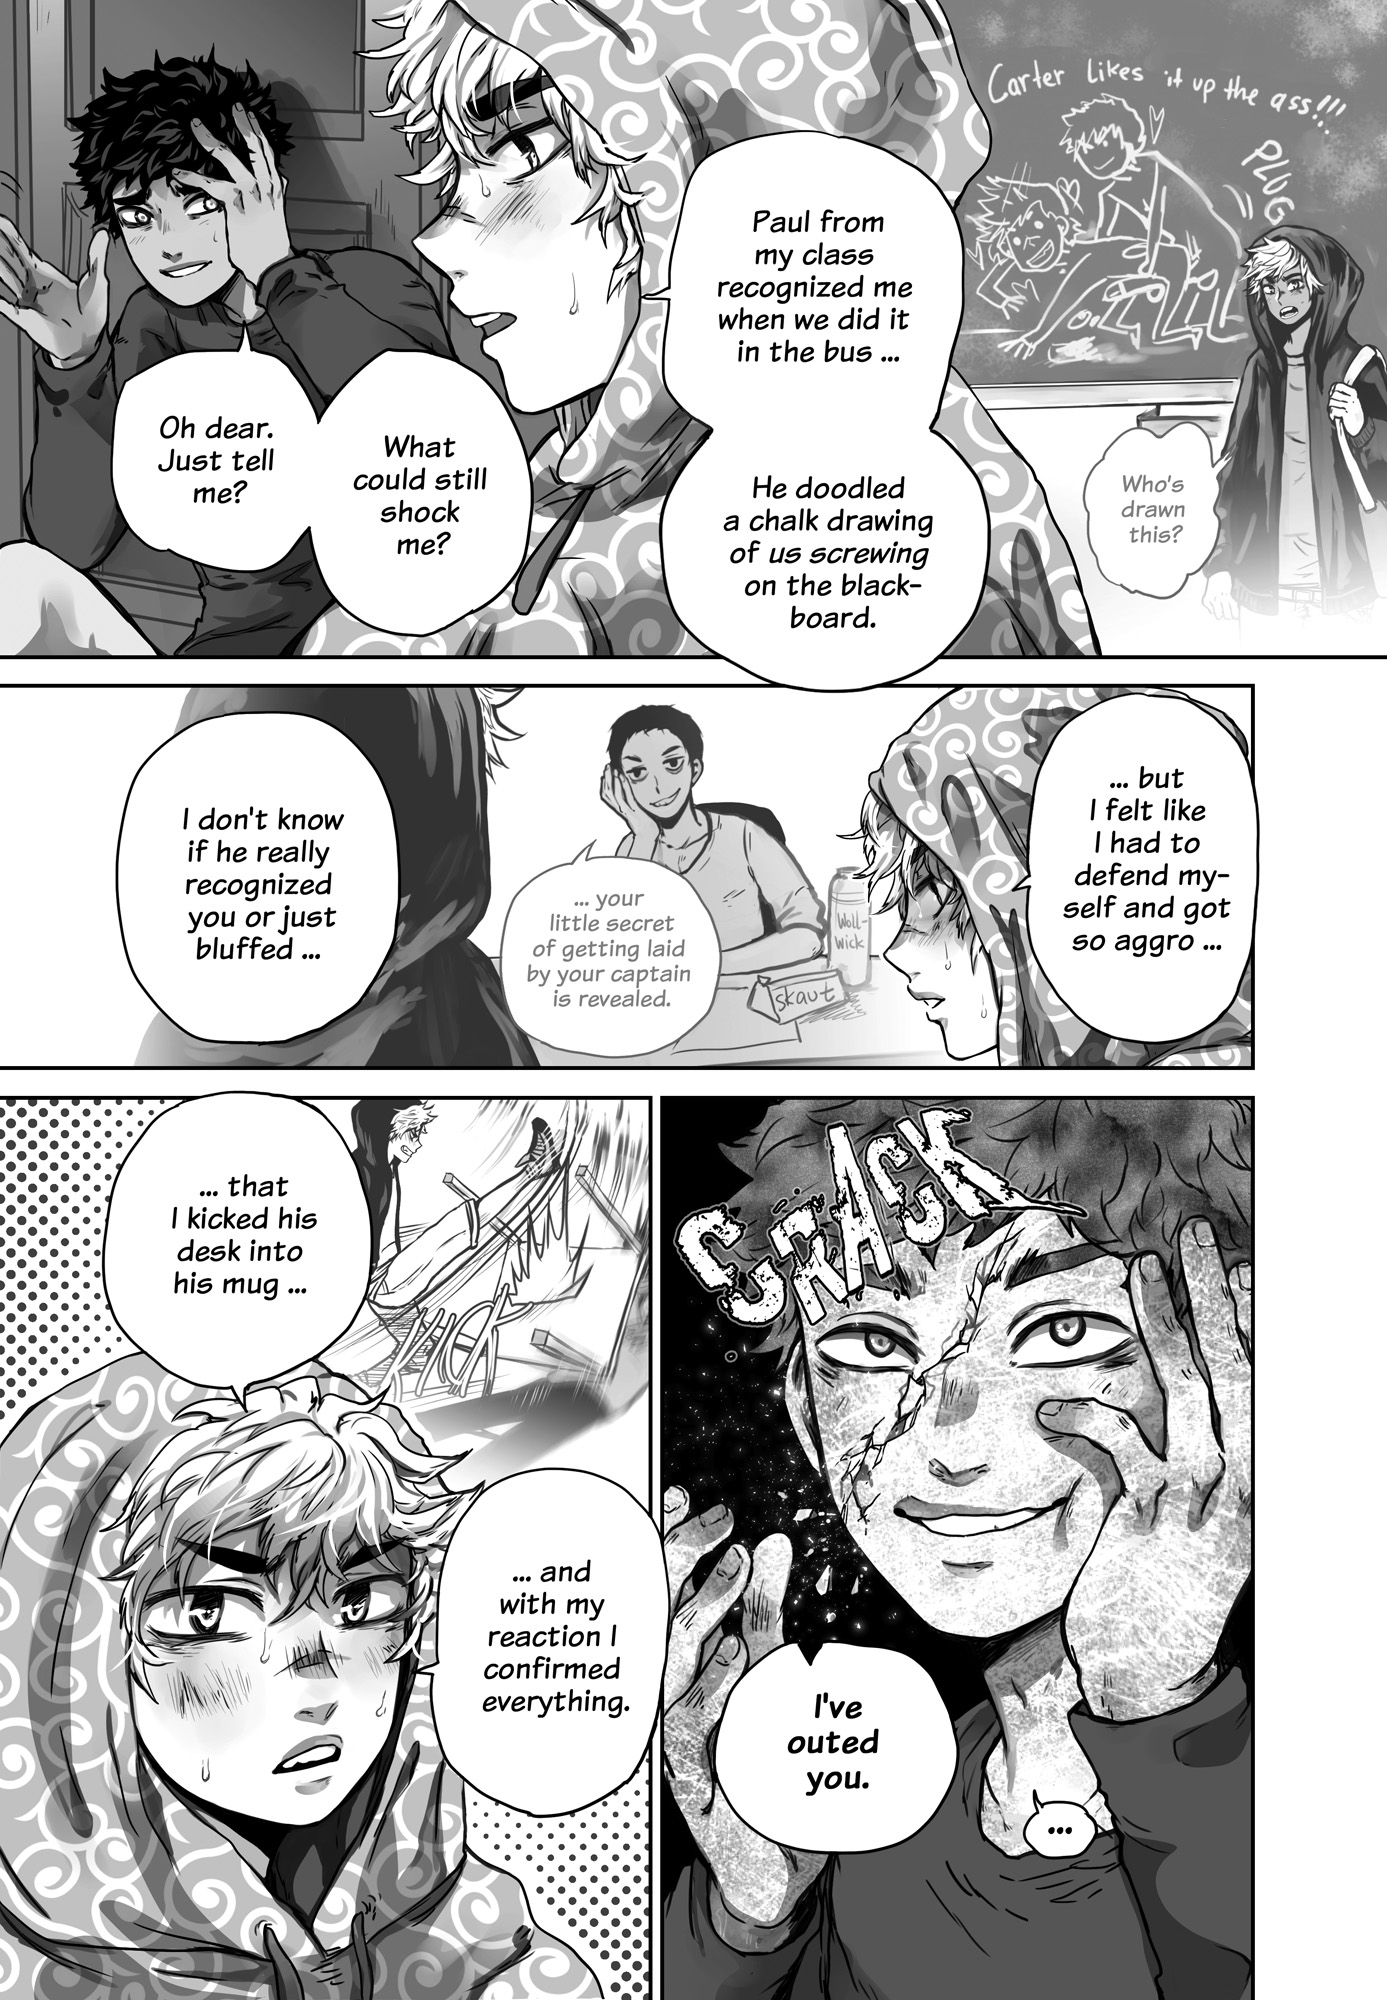 Oh dear.
Just tell
me?
What
could still
shock
me?
Paul from
my class
recognized me
when we did it
in the bus ...
He doodled
a chalk drawing
of us screwing
on the black-
board.
Carter likes it up the ass!!!
PLUG
Who's
drawn
this?
I don't know
if he really
recognized
you or just
bluffed ...
... your
little secret
of getting laid
by your captain
is revealed.
Woll-
wick
skaut
... but
I felt like
I had to
defend my-
self and got
so aggro ...
... that
I kicked his
desk into
his mug ...
KICK
... and
with my
reaction I
confirmed
everything.
CRACK
I've
outed
you.
...